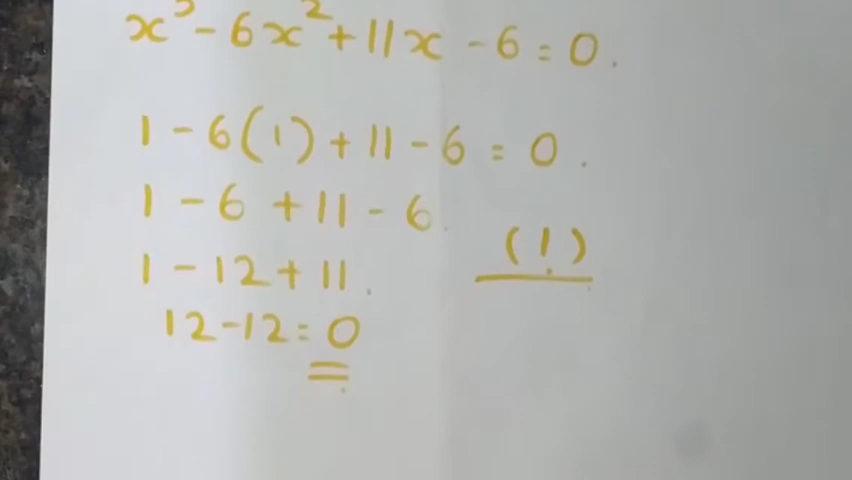 x³ - 6x² + 11x - 6 = 0.
1 - 6(1) + 11 - 6 = 0.
1 - 6 + 11 - 6.
(1)
1 - 12 + 11.
12 - 12 = 0